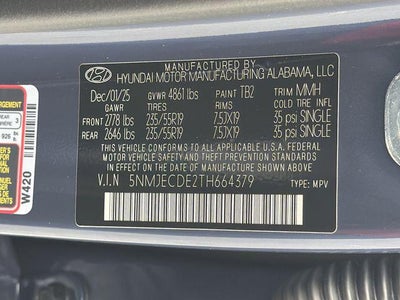 MANUFACTURED BY
HYUNDAI MOTOR MANUFACTURING ALABAMA, LLC
Dec/01/25 GVWR 4861 lbs PAINT TB2 TRIM MMH
GAWR TIRES RIMS COLD TIRE INFLATION
FRONT 2778 lbs 235/55R19 7.5JX19 35 psi SINGLE
REAR 2646 lbs 235/55R19 7.5JX19 35 psi SINGLE
THIS VEHICLE CONFORMS TO ALL APPLICABLE U.S. FEDERAL
MOTOR VEHICLE SAFETY, BUMPER, AND THEFT PREVENTION STANDARDS
IN EFFECT ON THE DATE OF MANUFACTURE SHOWN ABOVE.
V.I.N 5NMJECDE2TH664379 TYPE: MPV
W420